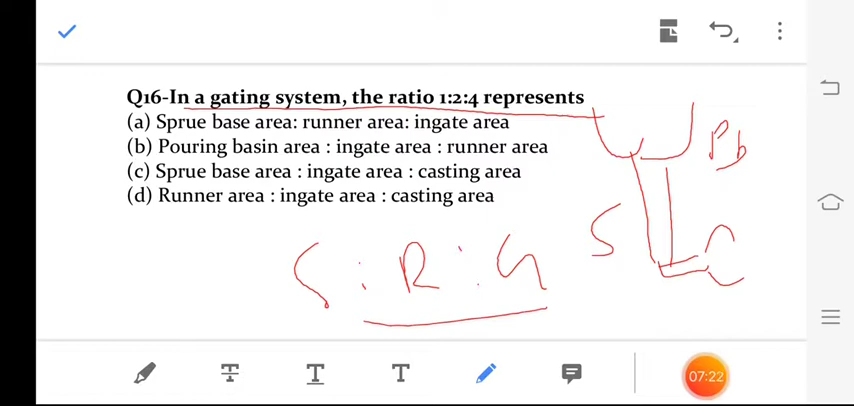 Q16-In a gating system, the ratio 1:2:4 represents
(a) Sprue base area: runner area: ingate area
(b) Pouring basin area : ingate area : runner area
(c) Sprue base area : ingate area : casting area
(d) Runner area : ingate area : casting area
Pb
S
S : R : G
T
T
T
07:22